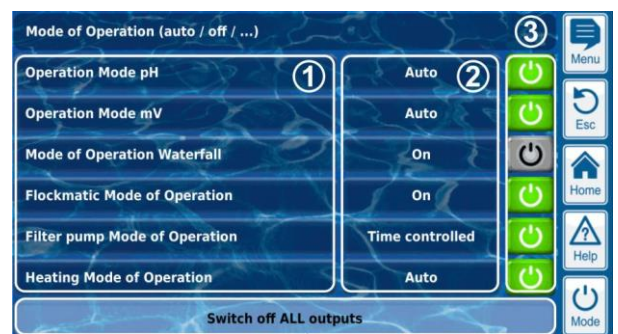 Mode of Operation (auto / off / ...) 3
Menu
Operation Mode pH 1 Auto 2
Operation Mode mV Auto
Esc
Mode of Operation Waterfall On
Home
Flockmatic Mode of Operation On
Filter pump Mode of Operation Time controlled
Help
Heating Mode of Operation Auto
Switch off ALL outputs
Mode